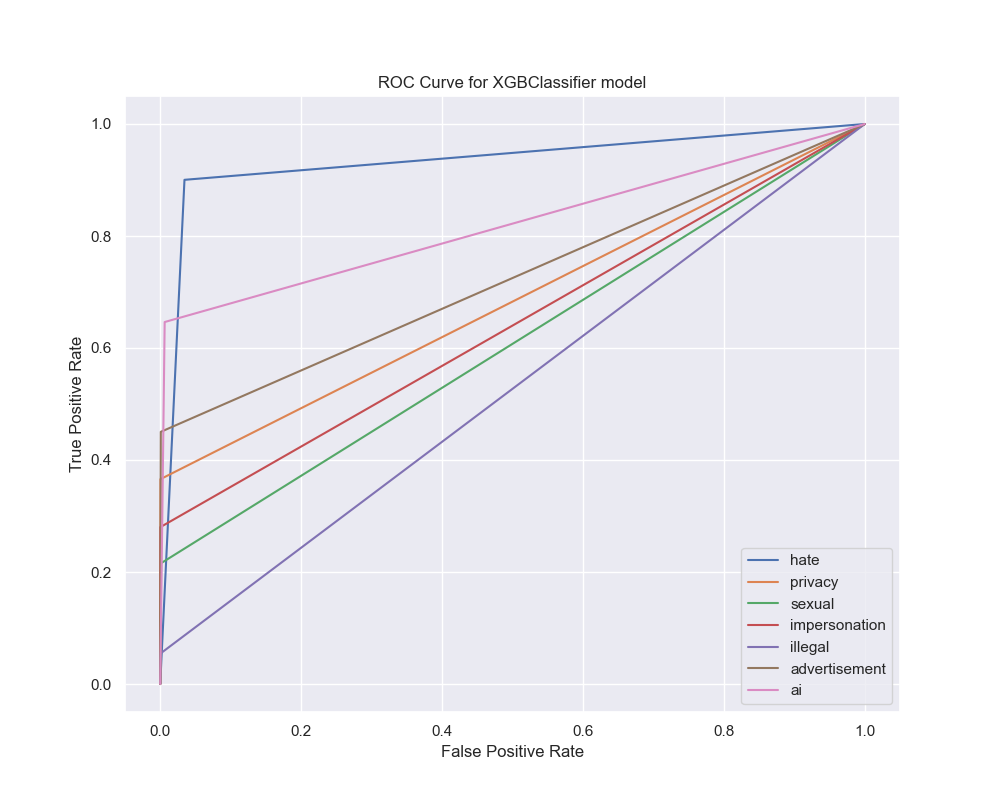 ROC Curve for XGBClassifier model
1.0
0.8
0.6
0.4
0.2
0.0
True Positive Rate
0.0 0.2 0.4 0.6 0.8 1.0
False Positive Rate
hate
privacy
sexual
impersonation
illegal
advertisement
ai